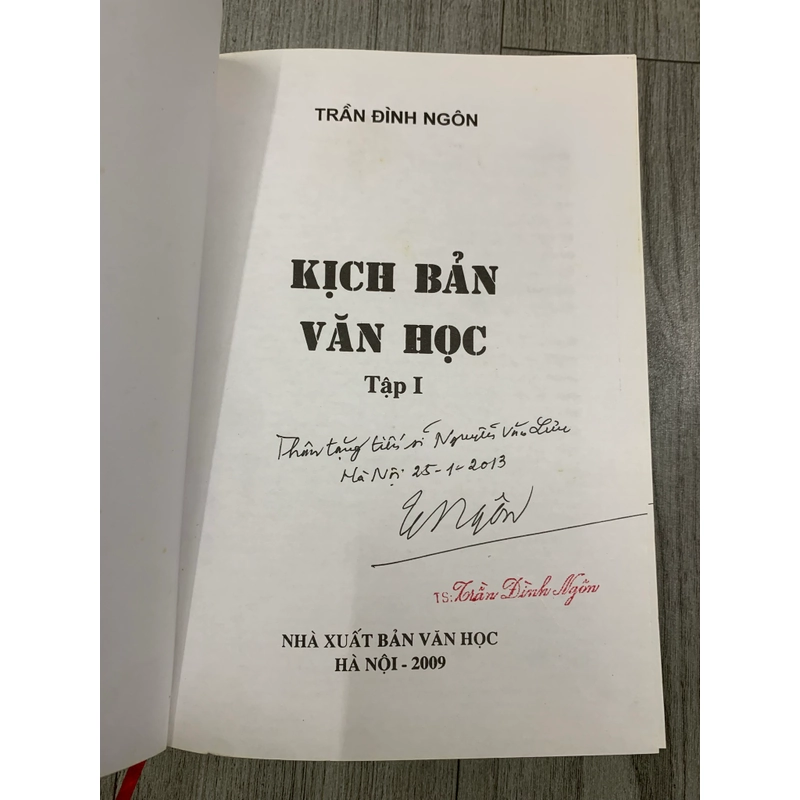 TRẦN ĐÌNH NGÔN
KỊCH BẢN
VĂN HỌC
Tập I
Thân tặng tiến sĩ Nguyễn Văn Lưu
Hà Nội 25-1-2013
Ngôn
TS: Trần Đình Ngôn
NHÀ XUẤT BẢN VĂN HỌC
HÀ NỘI - 2009